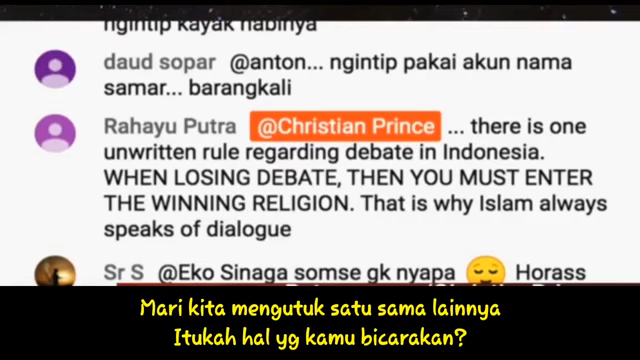 ngintip kayak nabinya
daud sopar @anton... ngintip pakai akun nama
samar... barangkali
Rahayu Putra @Christian Prince ... there is one
unwritten rule regarding debate in Indonesia.
WHEN LOSING DEBATE, THEN YOU MUST ENTER
THE WINNING RELIGION. That is why Islam always
speaks of dialogue
Sr S @Eko Sinaga somse gk nyapa 😌 Horass
Mari kita mengutuk satu sama lainnya
Itukah hal yg kamu bicarakan?